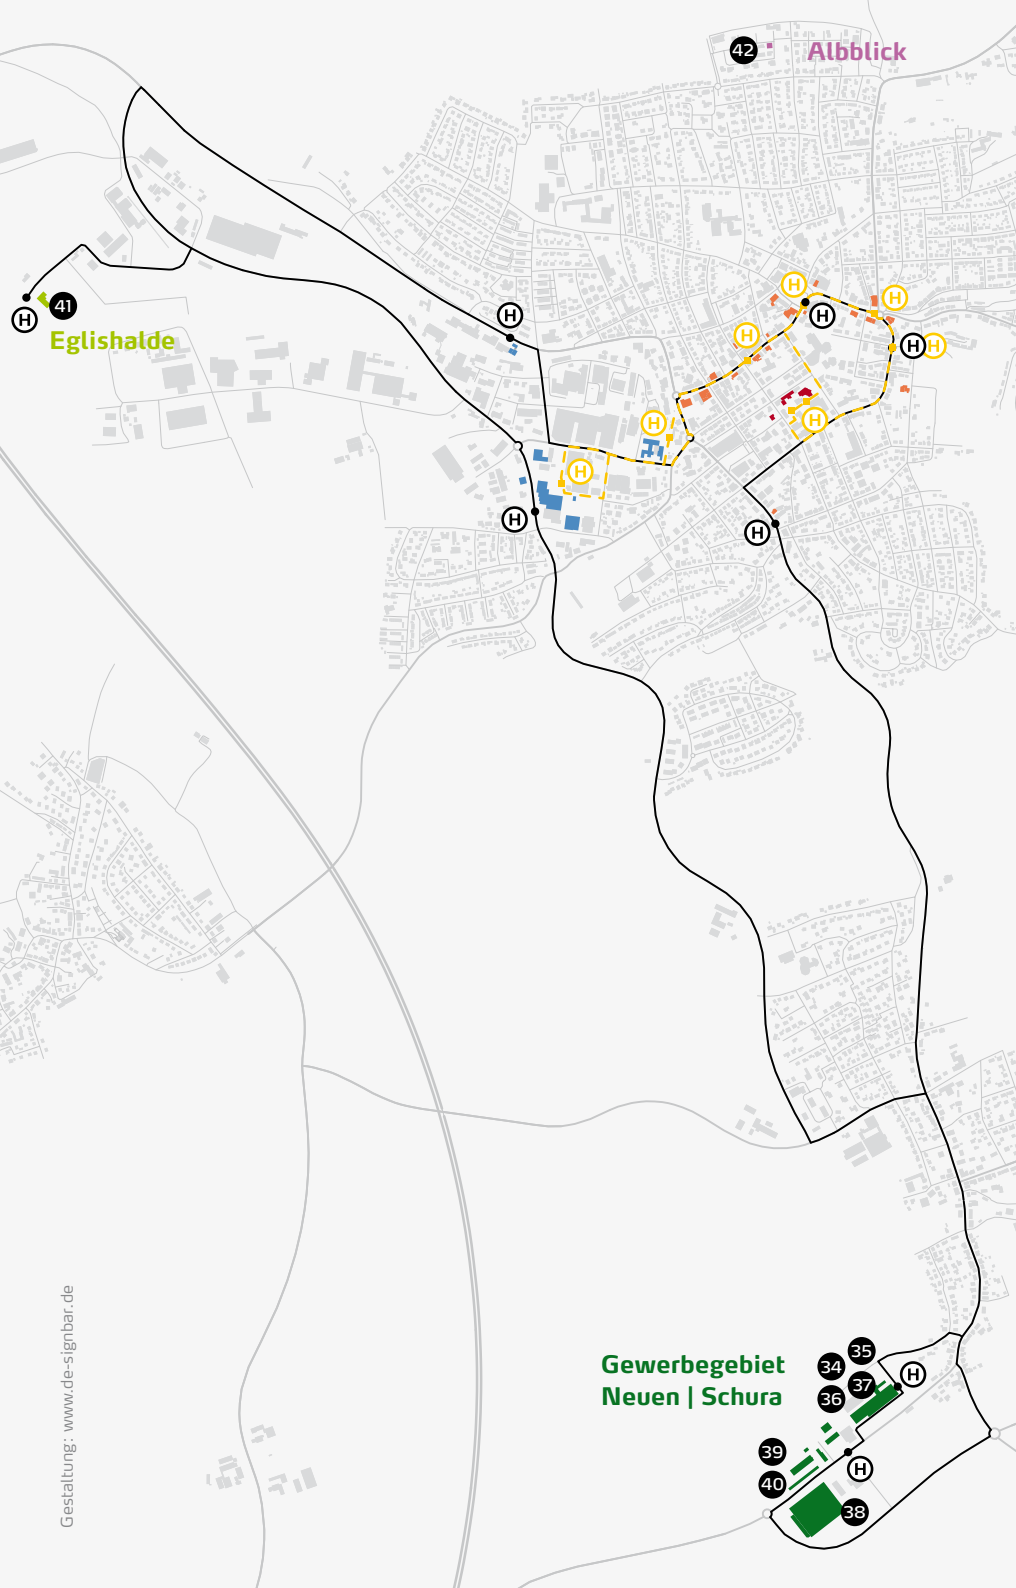 42
Albblick
H
H
H
H
41
H
H
Eglishalde
H
H
H
H
H
H
H
H
H
Gestaltung: www.de-signbar.de
35
Gewerbegebiet
34
H
37
Neuen | Schura
36
39
H
40
38